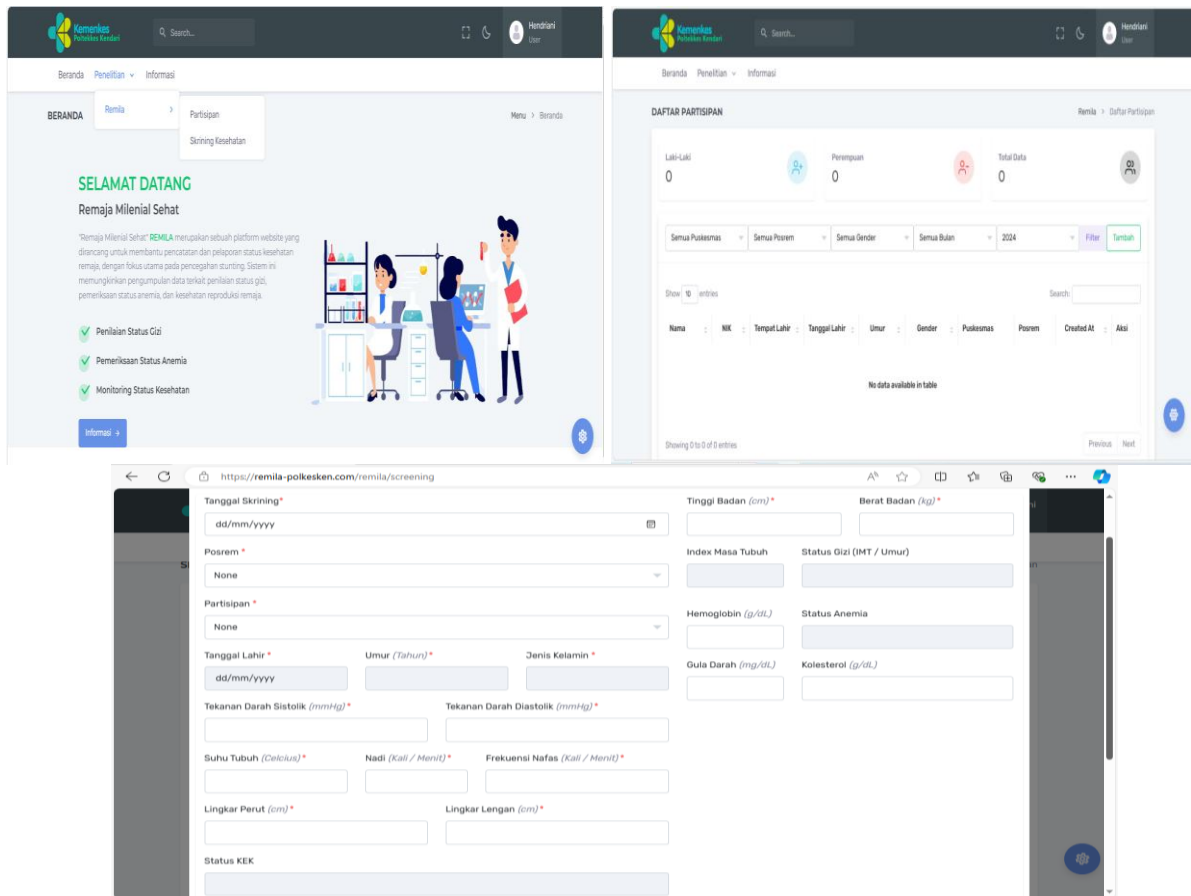 Kemenkes
Poltekkes Kendari
Search...
Hendriani
User
Beranda Penelitian Informasi
Remila
Partisipan
Skrining Kesehatan
BERANDA
Menu > Beranda
SELAMAT DATANG
Remaja Milenial Sehat
"Remaja Milenial Sehat" REMILA merupakan sebuah platform website yang
dirancang untuk membantu pencatatan dan pelaporan status kesehatan
remaja, dengan fokus utama pada pencegahan stunting. Sistem ini
memungkinkan pengumpulan data terkait penilaian status gizi,
pemeriksaan status anemia, dan kesehatan reproduksi remaja.
Penilaian Status Gizi
Pemeriksaan Status Anemia
Monitoring Status Kesehatan
Informasi →
Kemenkes
Poltekkes Kendari
Search...
Hendriani
User
Beranda Penelitian Informasi
DAFTAR PARTISIPAN
Remila > Daftar Partisipan
Laki-Laki
0
Perempuan
0
Total Data
0
Semua Puskesmas Semua Posrem Semua Gender Semua Bulan 2024 Filter Tambah
Show 10 entries Search:
Nama NIK Tempat Lahir Tanggal Lahir Umur Gender Puskesmas Posrem Created At Aksi
No data available in table
Showing 0 to 0 of 0 entries Previous Next
https://remila-polkesken.com/remila/screening
Tanggal Skrining*
dd/mm/yyyy
Posrem *
None
Partisipan *
None
Tanggal Lahir * Umur (Tahun) * Jenis Kelamin *
dd/mm/yyyy
Tekanan Darah Sistolik (mmHg) * Tekanan Darah Diastolik (mmHg) *
Suhu Tubuh (Celcius) * Nadi (Kali / Menit) * Frekuensi Nafas (Kali / Menit) *
Lingkar Perut (cm) * Lingkar Lengan (cm) *
Status KEK
Tinggi Badan (cm) * Berat Badan (kg) *
Index Masa Tubuh Status Gizi (IMT / Umur)
Hemoglobin (g/dL) Status Anemia
Gula Darah (mg/dL) Kolesterol (g/dL)